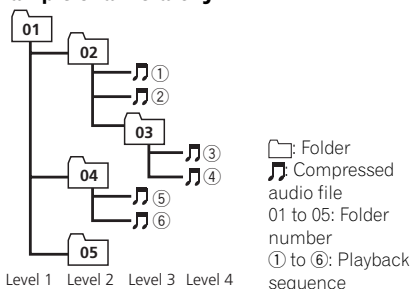 01
02
①
②
03
③
④
04
⑤
⑥
05
Level 1 Level 2 Level 3 Level 4
: Folder
: Compressed
audio file
01 to 05: Folder
number
① to ⑥: Playback
sequence